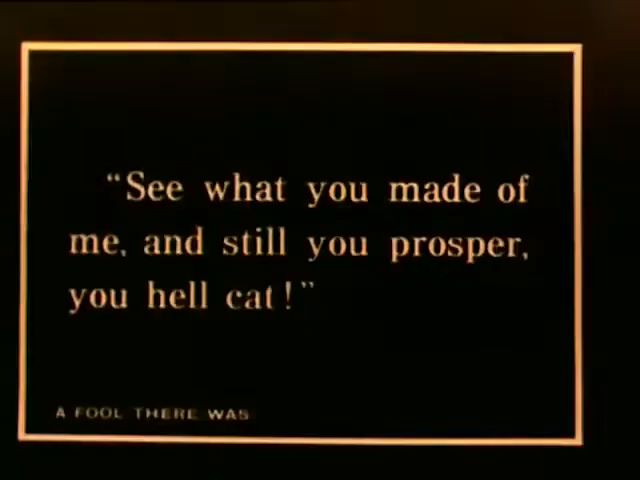 “See what you made of
me, and still you prosper,
you hell cat!”
A FOOL THERE WAS